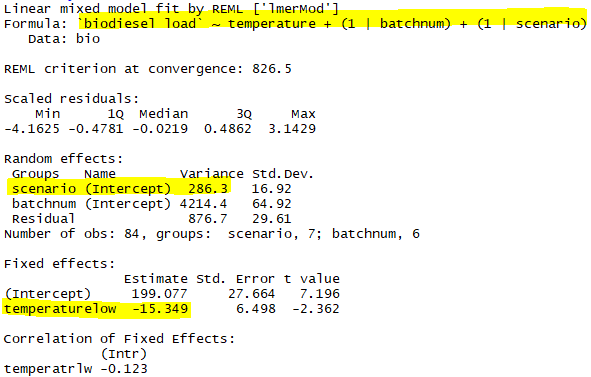 Linear mixed model fit by REML ['lmerMod']
Formula: `biodiesel load` ~ temperature + (1 | batchnum) + (1 | scenario)
   Data: bio

REML criterion at convergence: 826.5

Scaled residuals:
    Min      1Q  Median      3Q     Max
-4.1625 -0.4781 -0.0219  0.4862  3.1429

Random effects:
 Groups   Name        Variance Std.Dev.
 scenario (Intercept)  286.3   16.92
 batchnum (Intercept) 4214.4   64.92
 Residual              876.7   29.61
Number of obs: 84, groups:  scenario, 7; batchnum, 6

Fixed effects:
               Estimate Std. Error t value
(Intercept)     199.077     27.664   7.196
temperaturelow  -15.349      6.498  -2.362

Correlation of Fixed Effects:
            (Intr)
temperatrlw -0.123